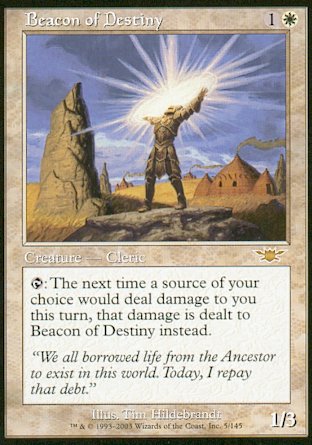 Beacon of Destiny 1
Creature — Cleric
: The next time a source of your
choice would deal damage to you
this turn, that damage is dealt to
Beacon of Destiny instead.
“We all borrowed life from the Ancestor
to exist in this world. Today, I repay
that debt.”
Illus. Tim Hildebrandt
™ & © 1993-2003 Wizards of the Coast, Inc. 5/145
1/3